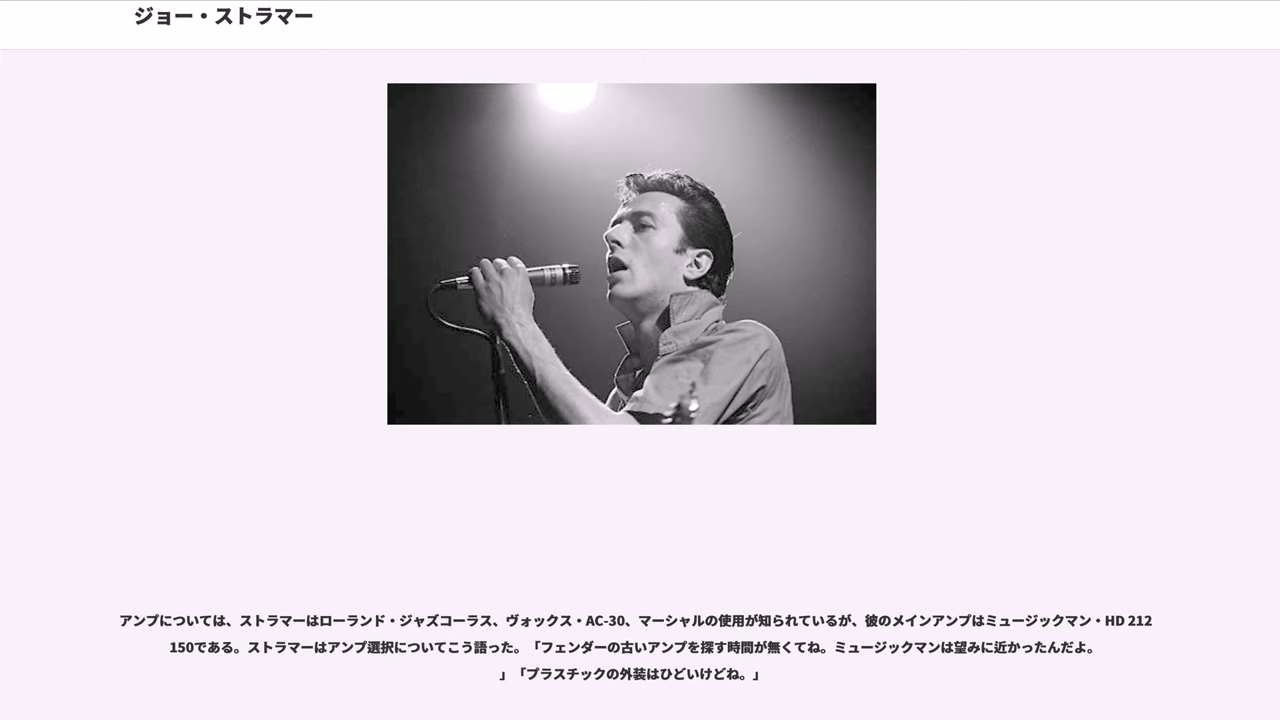 ジョー・ストラマー
アンプについては、ストラマーはローランド・ジャズコーラス、ヴォックス・AC-30、マーシャルの使用が知られているが、彼のメインアンプはミュージックマン・HD 212
150である。ストラマーはアンプ選択についてこう語った。「フェンダーの古いアンプを探す時間が無くてね。ミュージックマンは望みに近かったんだよ。
」「プラスチックの外装はひどいけどね。」